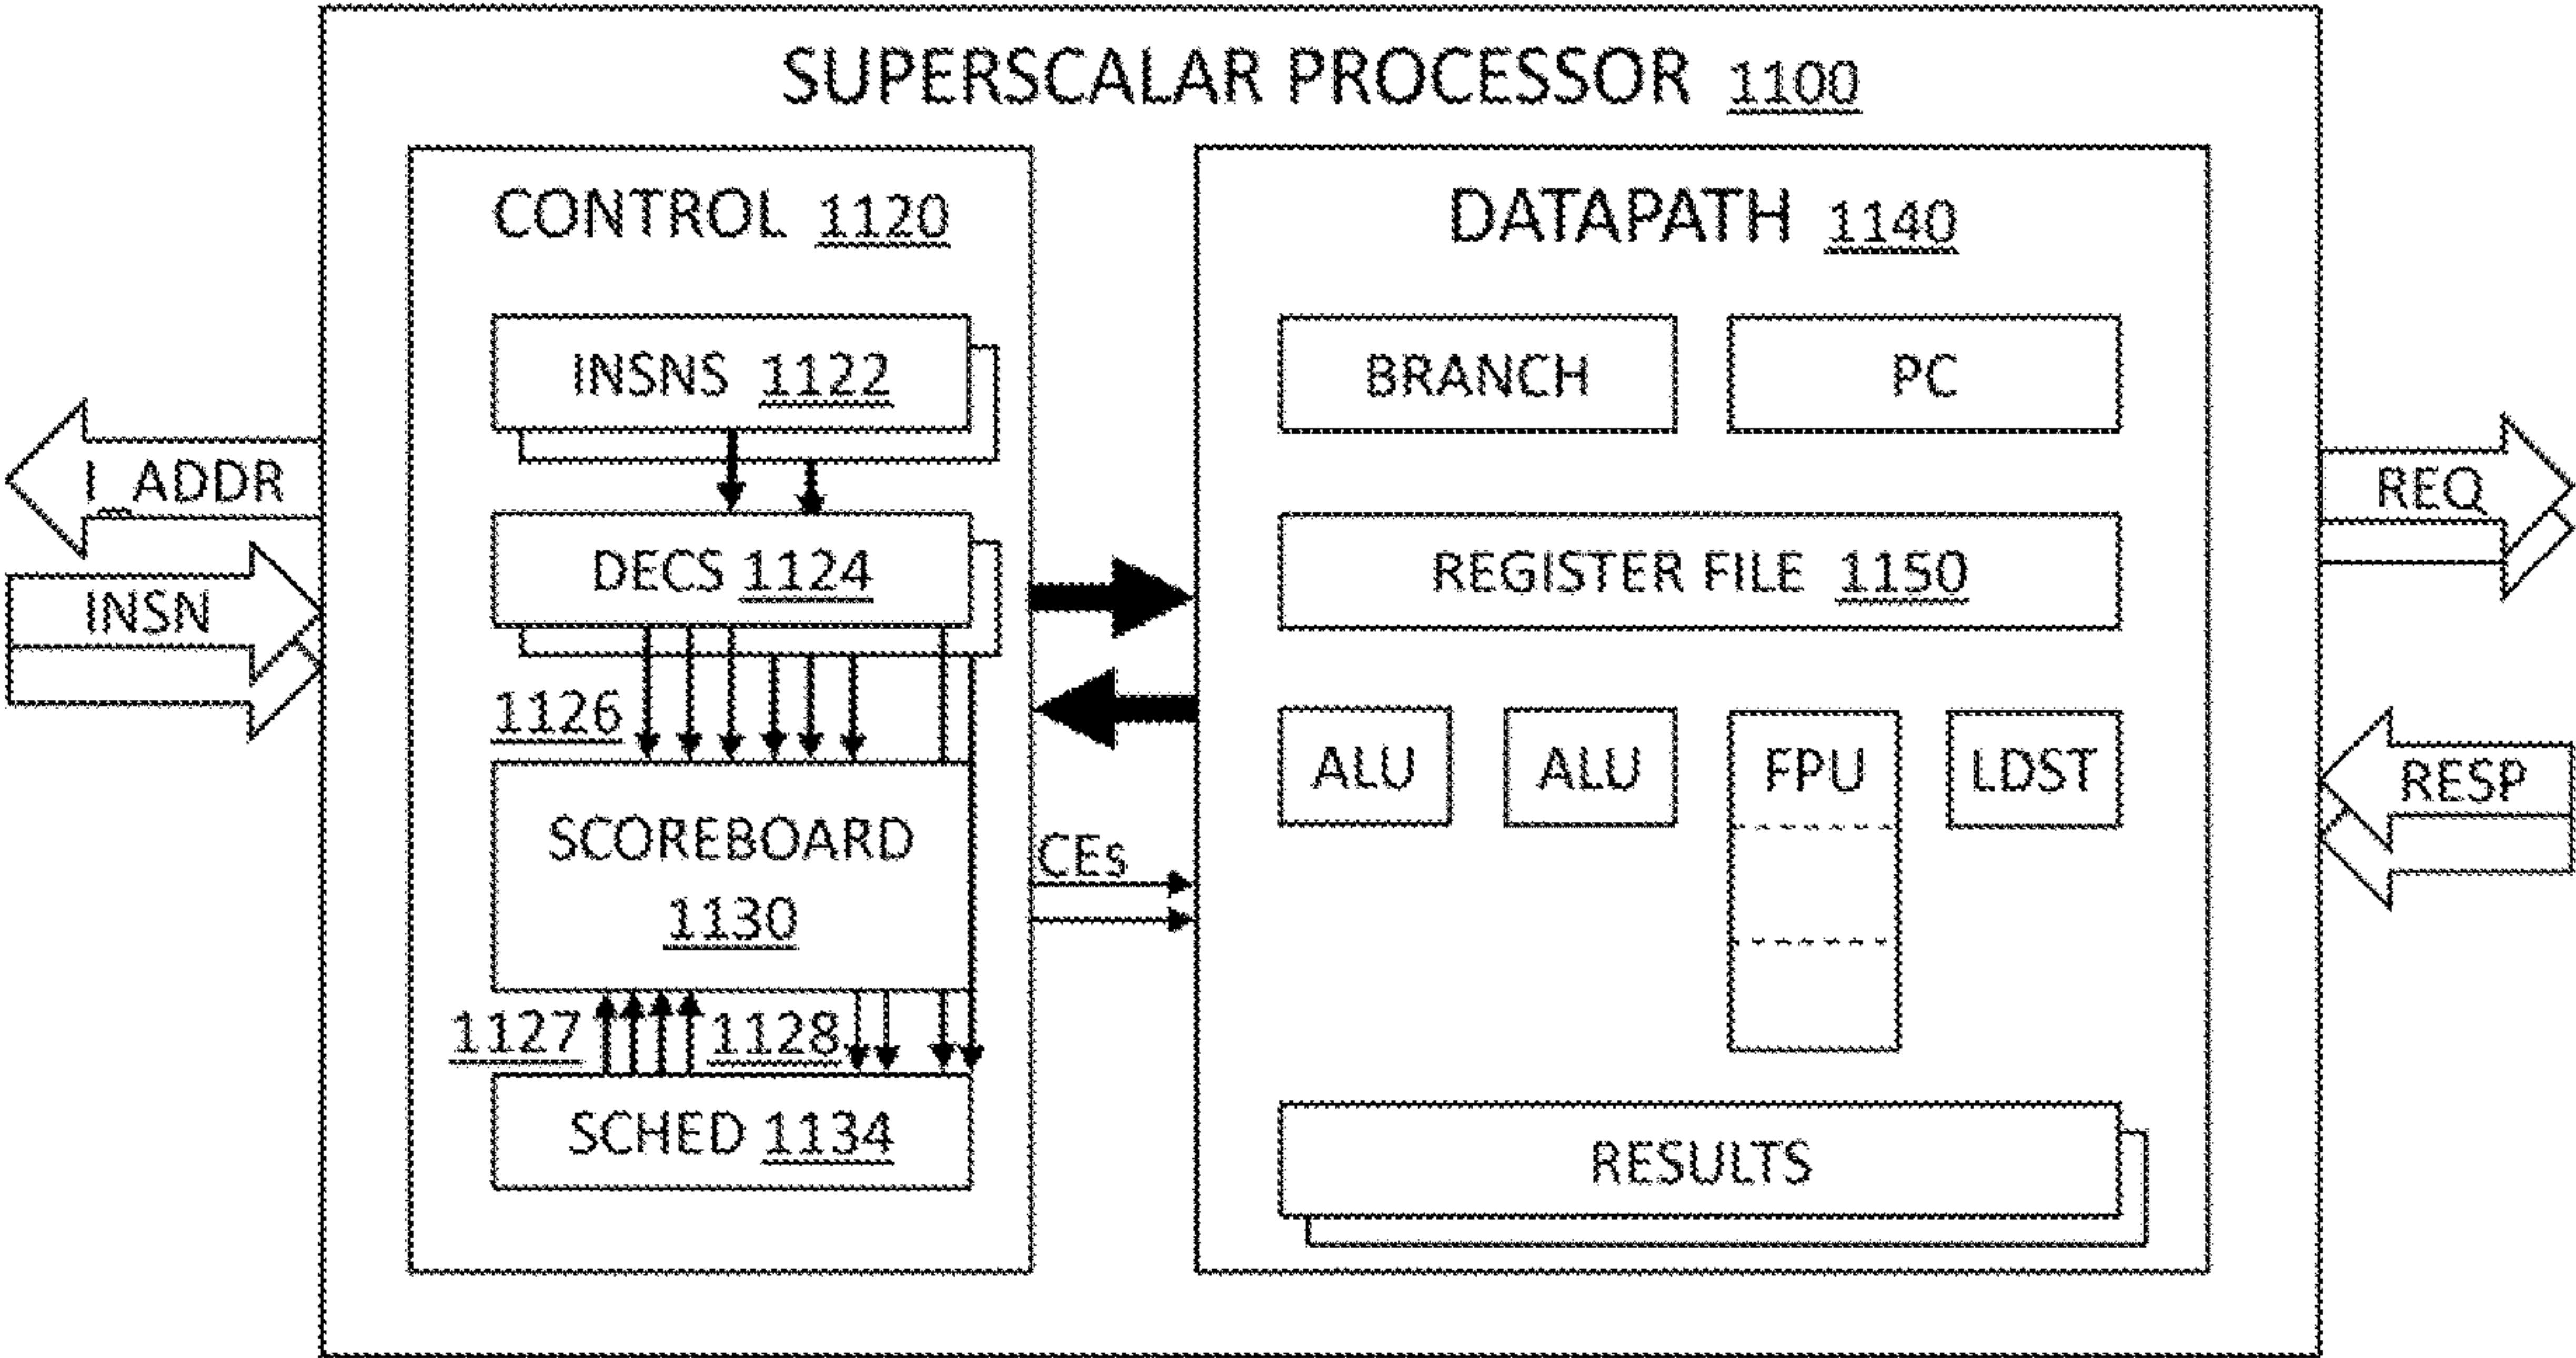 SUPERSCALAR PROCESSOR 1100
CONTROL 1120
INSNS 1122
DECS 1124
1126
SCOREBOARD
1130
1127
1128
SCHED 1134
I_ADDR
INSN
CEs
DATAPATH 1140
BRANCH
PC
REGISTER FILE 1150
ALU
ALU
FPU
LDST
RESULTS
REQ
RESP